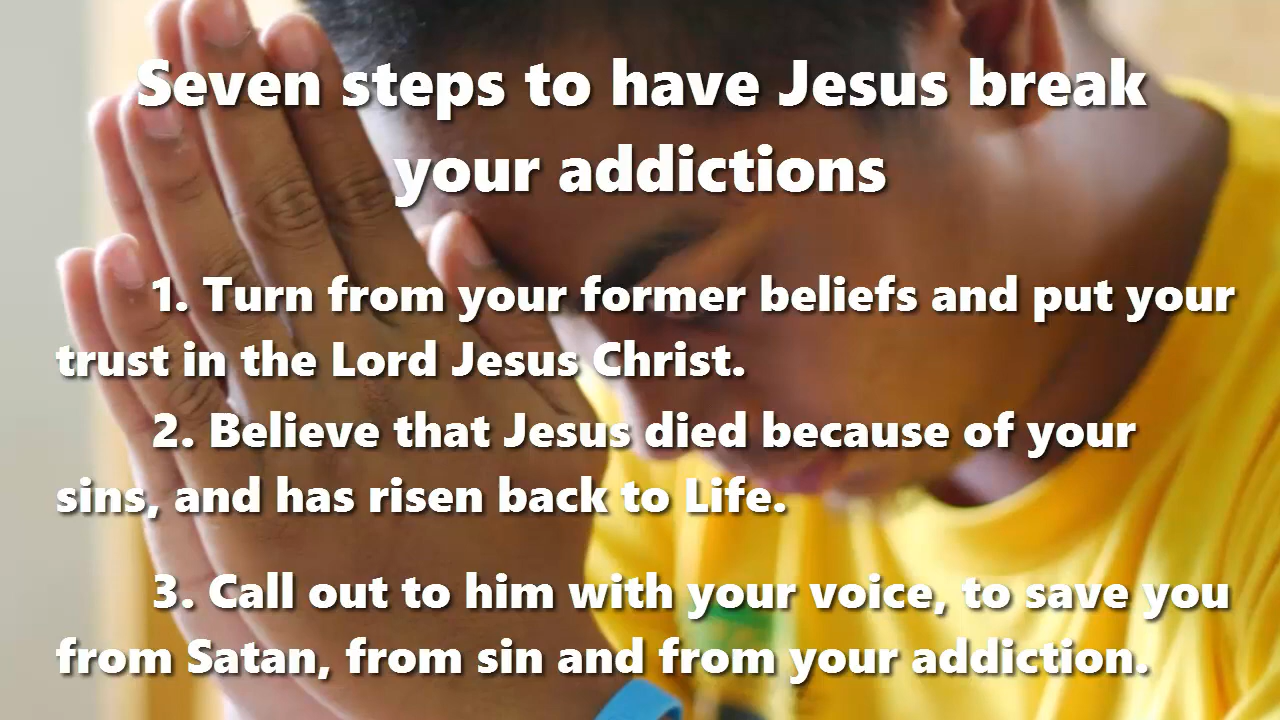 Seven steps to have Jesus break
your addictions
1. Turn from your former beliefs and put your
trust in the Lord Jesus Christ.
2. Believe that Jesus died because of your
sins, and has risen back to Life.
3. Call out to him with your voice, to save you
from Satan, from sin and from your addiction.